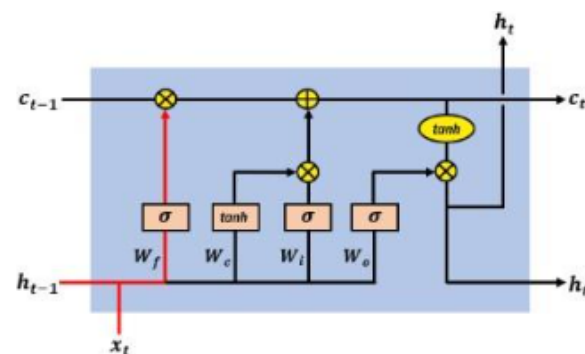 h_t
c_{t-1} ⊗ ⊕ c_t
tanh
⊗ ⊗
σ tanh σ σ
W_f W_c W_i W_o
h_{t-1} h_t
x_t